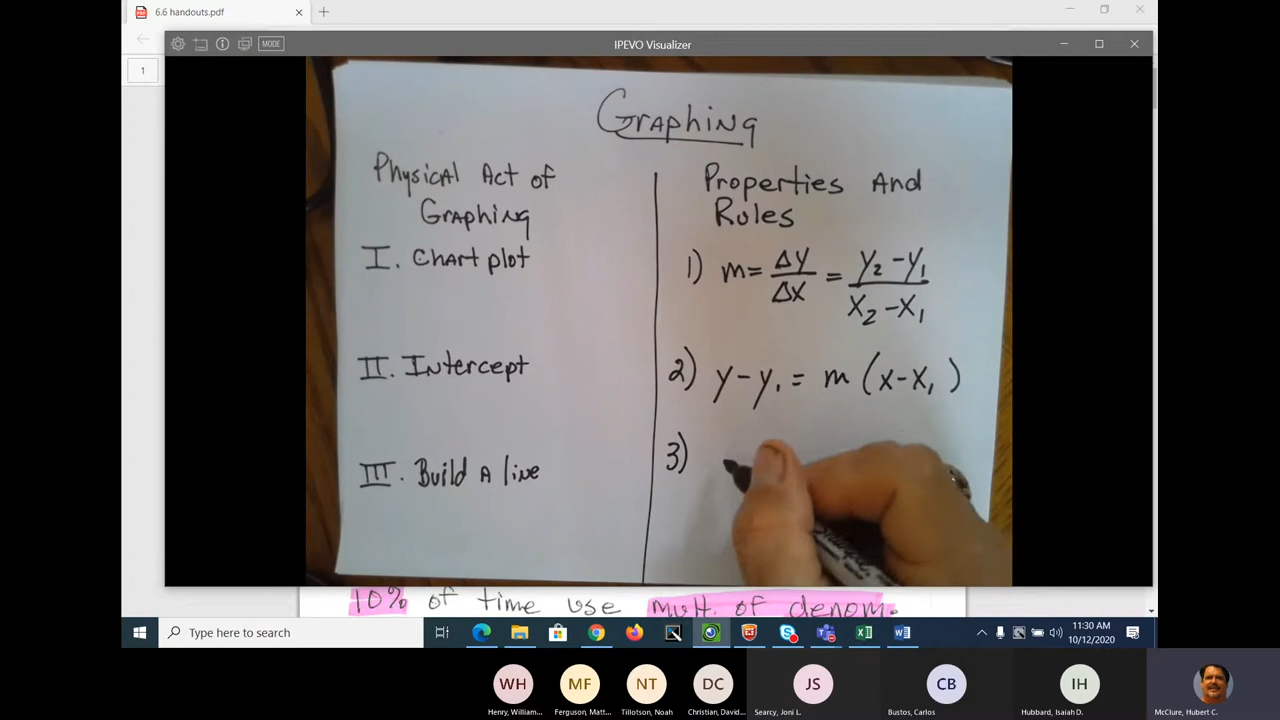 6.6 handouts.pdf
IPEVO Visualizer
MODE
1
Graphing
Physical Act of
Graphing
I. Chart plot
II. Intercept
III. Build A line
Properties And
Rules
1) m = Δy/Δx = y₂ - y₁ / x₂ - x₁
2) y - y₁ = m (x - x₁)
3)
10% of time use mult. of denom.
Type here to search
11:30 AM
10/12/2020
WH
MF
NT
DC
JS
CB
IH
Henry, William...
Ferguson, Matt...
Tillotson, Noah
Christian, David...
Searcy, Joni L.
Bustos, Carlos
Hubbard, Isaiah D.
McClure, Hubert C.